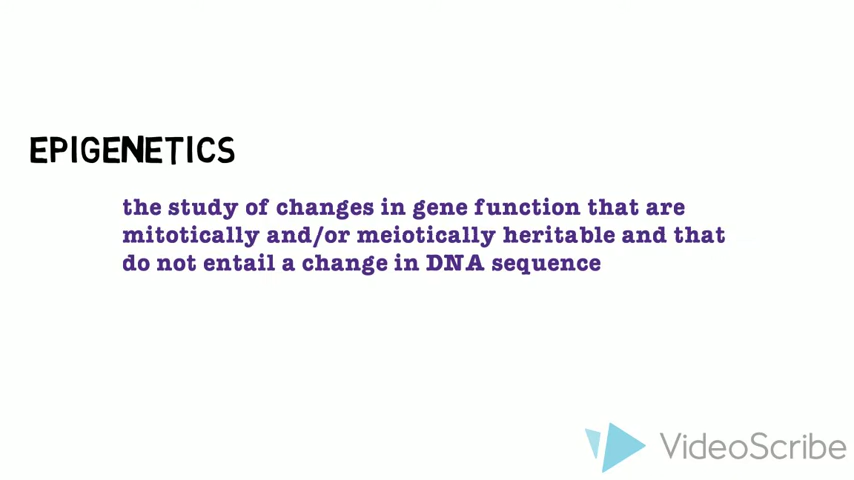 EPIGENETICS
the study of changes in gene function that are
mitotically and/or meiotically heritable and that
do not entail a change in DNA sequence
VideoScribe